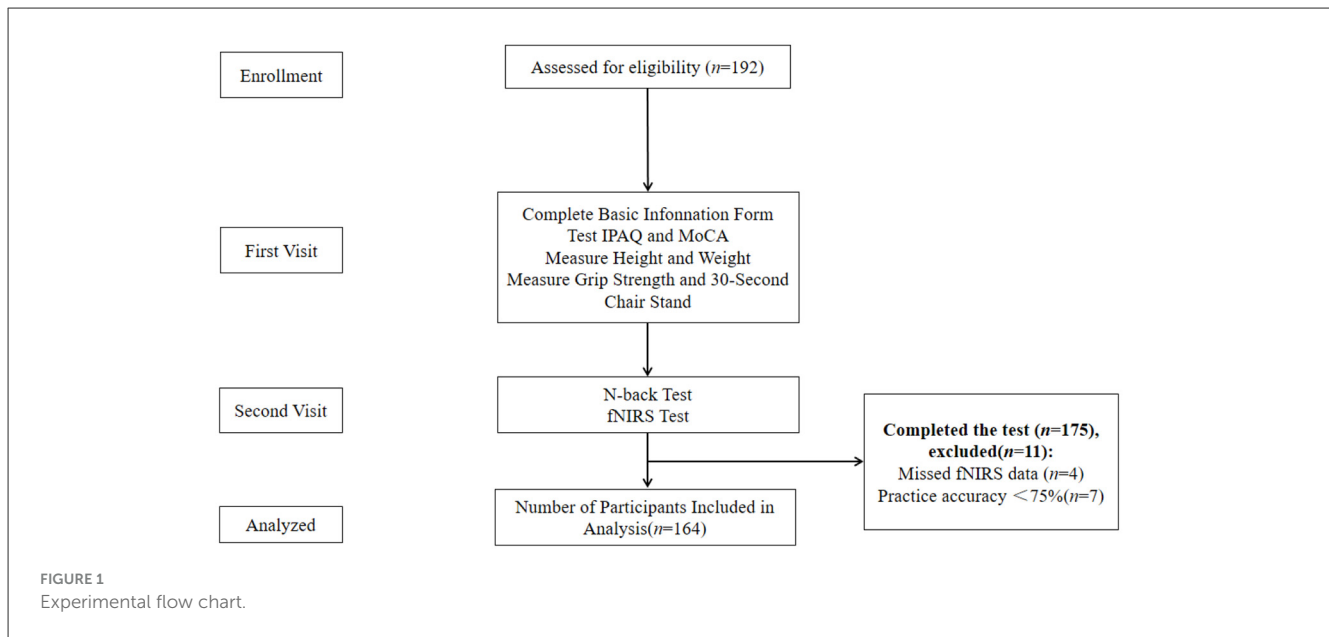 Enrollment
Assessed for eligibility (n=192)
First Visit
Complete Basic Infonnation Form
Test IPAQ and MoCA
Measure Height and Weight
Measure Grip Strength and 30-Second
Chair Stand
Second Visit
N-back Test
fNIRS Test
Completed the test (n=175),
excluded(n=11):
Missed fNIRS data (n=4)
Practice accuracy ＜75%(n=7)
Analyzed
Number of Participants Included in
Analysis(n=164)
FIGURE 1
Experimental flow chart.